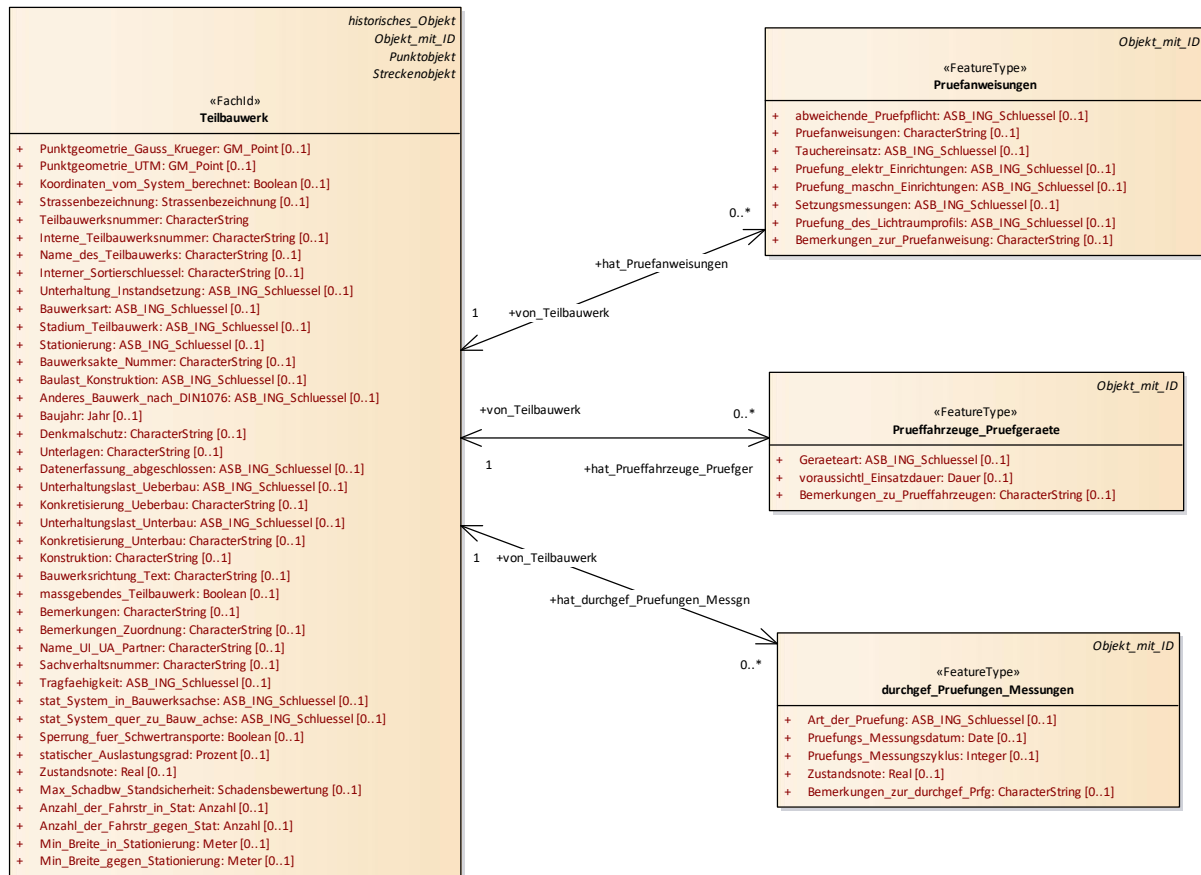 historisches_Objekt
Objekt_mit_ID
Punktobjekt
Streckenobjekt
«FachId»
Teilbauwerk
+ Punktgeometrie_Gauss_Krueger: GM_Point [0..1]
+ Punktgeometrie_UTM: GM_Point [0..1]
+ Koordinaten_vom_System_berechnet: Boolean [0..1]
+ Strassenbezeichnung: Strassenbezeichnung [0..1]
+ Teilbauwerksnummer: CharacterString
+ Interne_Teilbauwerksnummer: CharacterString [0..1]
+ Name_des_Teilbauwerks: CharacterString [0..1]
+ Interner_Sortierschluessel: CharacterString [0..1]
+ Unterhaltung_Instandsetzung: ASB_ING_Schluessel [0..1]
+ Bauwerksart: ASB_ING_Schluessel [0..1]
+ Stadium_Teilbauwerk: ASB_ING_Schluessel [0..1]
+ Stationierung: ASB_ING_Schluessel [0..1]
+ Bauwerksakte_Nummer: CharacterString [0..1]
+ Baulast_Konstruktion: ASB_ING_Schluessel [0..1]
+ Anderes_Bauwerk_nach_DIN1076: ASB_ING_Schluessel [0..1]
+ Baujahr: Jahr [0..1]
+ Denkmalschutz: CharacterString [0..1]
+ Unterlagen: CharacterString [0..1]
+ Datenerfassung_abgeschlossen: ASB_ING_Schluessel [0..1]
+ Unterhaltungslast_Ueberbau: ASB_ING_Schluessel [0..1]
+ Konkretisierung_Ueberbau: CharacterString [0..1]
+ Unterhaltungslast_Unterbau: ASB_ING_Schluessel [0..1]
+ Konkretisierung_Unterbau: CharacterString [0..1]
+ Konstruktion: CharacterString [0..1]
+ Bauwerksrichtung_Text: CharacterString [0..1]
+ massgebendes_Teilbauwerk: Boolean [0..1]
+ Bemerkungen: CharacterString [0..1]
+ Bemerkungen_Zuordnung: CharacterString [0..1]
+ Name_UI_UA_Partner: CharacterString [0..1]
+ Sachverhaltsnummer: CharacterString [0..1]
+ Tragfaehigkeit: ASB_ING_Schluessel [0..1]
+ stat_System_in_Bauwerksachse: ASB_ING_Schluessel [0..1]
+ stat_System_quer_zu_Bauw_achse: ASB_ING_Schluessel [0..1]
+ Sperrung_fuer_Schwertransporte: Boolean [0..1]
+ statischer_Auslastungsgrad: Prozent [0..1]
+ Zustandsnote: Real [0..1]
+ Max_Schadbw_Standsicherheit: Schadensbewertung [0..1]
+ Anzahl_der_Fahrstr_in_Stat: Anzahl [0..1]
+ Anzahl_der_Fahrstr_gegen_Stat: Anzahl [0..1]
+ Min_Breite_in_Stationierung: Meter [0..1]
+ Min_Breite_gegen_Stationierung: Meter [0..1]
Objekt_mit_ID
«FeatureType»
Pruefanweisungen
+ abweichende_Pruefpflicht: ASB_ING_Schluessel [0..1]
+ Pruefanweisungen: CharacterString [0..1]
+ Tauchereinsatz: ASB_ING_Schluessel [0..1]
+ Pruefung_elektr_Einrichtungen: ASB_ING_Schluessel [0..1]
+ Pruefung_maschn_Einrichtungen: ASB_ING_Schluessel [0..1]
+ Setzungsmessungen: ASB_ING_Schluessel [0..1]
+ Pruefung_des_Lichtraumprofils: ASB_ING_Schluessel [0..1]
+ Bemerkungen_zur_Pruefanweisung: CharacterString [0..1]
0..*
+hat_Pruefanweisungen
1
+von_Teilbauwerk
Objekt_mit_ID
«FeatureType»
Prueffahrzeuge_Pruefgeraete
+ Geraeteart: ASB_ING_Schluessel [0..1]
+ voraussichtl_Einsatzdauer: Dauer [0..1]
+ Bemerkungen_zu_Prueffahrzeugen: CharacterString [0..1]
+von_Teilbauwerk
0..*
1
+hat_Prueffahrzeuge_Pruefger
1
+von_Teilbauwerk
+hat_durchgef_Pruefungen_Messgn
0..*
Objekt_mit_ID
«FeatureType»
durchgef_Pruefungen_Messungen
+ Art_der_Pruefung: ASB_ING_Schluessel [0..1]
+ Pruefungs_Messungsdatum: Date [0..1]
+ Pruefungs_Messungszyklus: Integer [0..1]
+ Zustandsnote: Real [0..1]
+ Bemerkungen_zur_durchgef_Prfg: CharacterString [0..1]